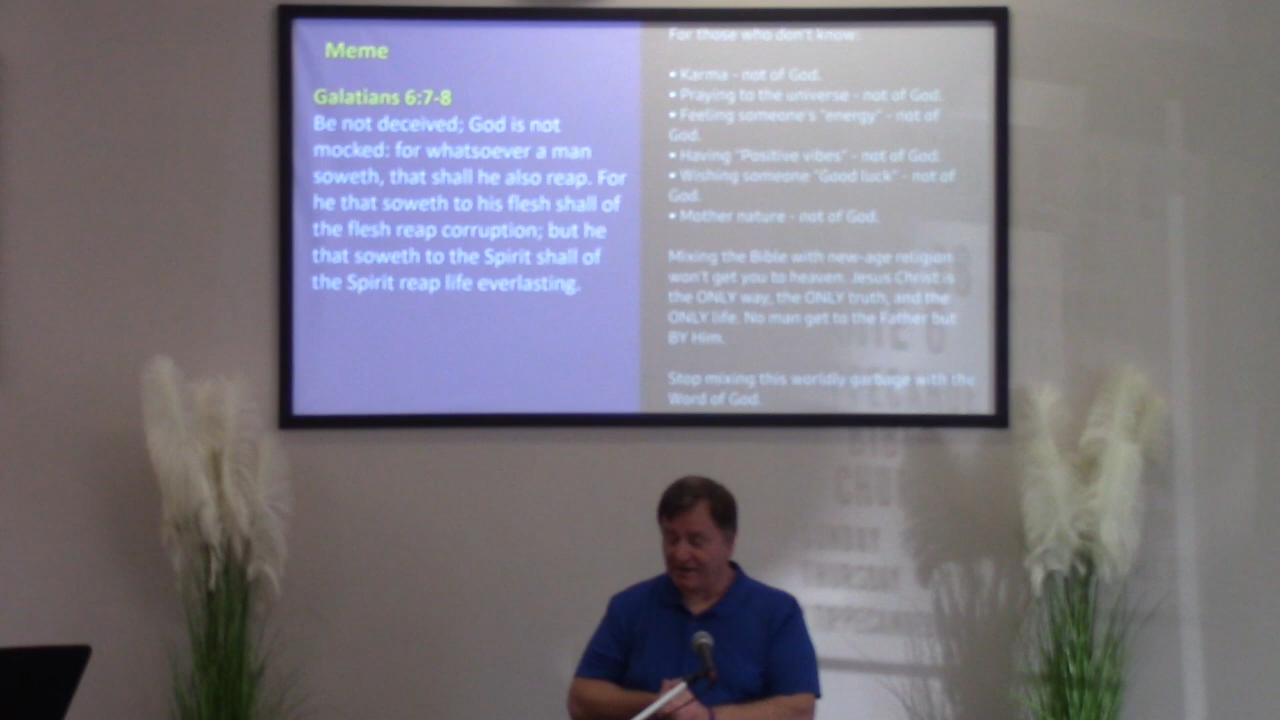 Meme
Galatians 6:7-8
Be not deceived; God is not
mocked: for whatsoever a man
soweth, that shall he also reap. For
he that soweth to his flesh shall of
the flesh reap corruption; but he
that soweth to the Spirit shall of
the Spirit reap life everlasting.
For those who don't know:
• Karma - not of God.
• Praying to the universe - not of God.
• Feeling someone's "energy" - not of
God.
• Having "Positive vibes" - not of God.
• Wishing someone "Good luck" - not of
God.
• Mother nature - not of God.
Mixing the Bible with new-age religion
won't get you to heaven. Jesus Christ is
the ONLY way, the ONLY truth, and the
ONLY life. No man get to the Father but
BY Him.
Stop mixing this worldly garbage with the
Word of God.